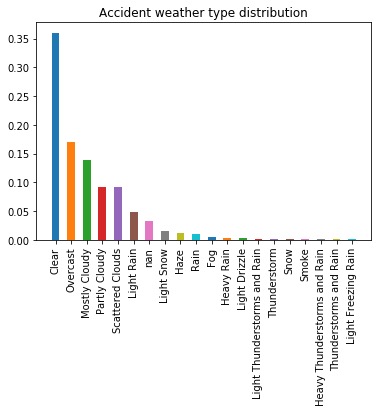 Accident weather type distribution
0.35
0.30
0.25
0.20
0.15
0.10
0.05
0.00
Clear
Overcast
Mostly Cloudy
Partly Cloudy
Scattered Clouds
Light Rain
nan
Light Snow
Haze
Rain
Fog
Heavy Rain
Light Drizzle
Light Thunderstorms and Rain
Thunderstorm
Snow
Smoke
Heavy Thunderstorms and Rain
Thunderstorms and Rain
Light Freezing Rain